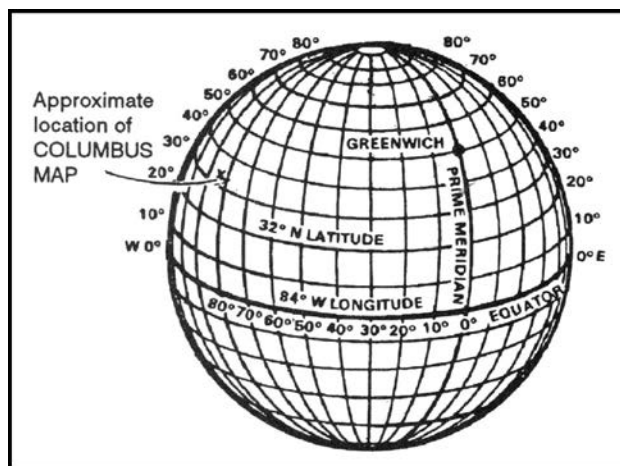 80° 80°
70° 70°
60° 60°
50° 50°
40° 40°
30° 30°
20° 20°
10° 10°
W 0° 0° E
Approximate
location of
COLUMBUS
MAP
GREENWICH
PRIME MERIDIAN
32° N LATITUDE
84° W LONGITUDE
EQUATOR
80° 70° 60° 50° 40° 30° 20° 10° 0°